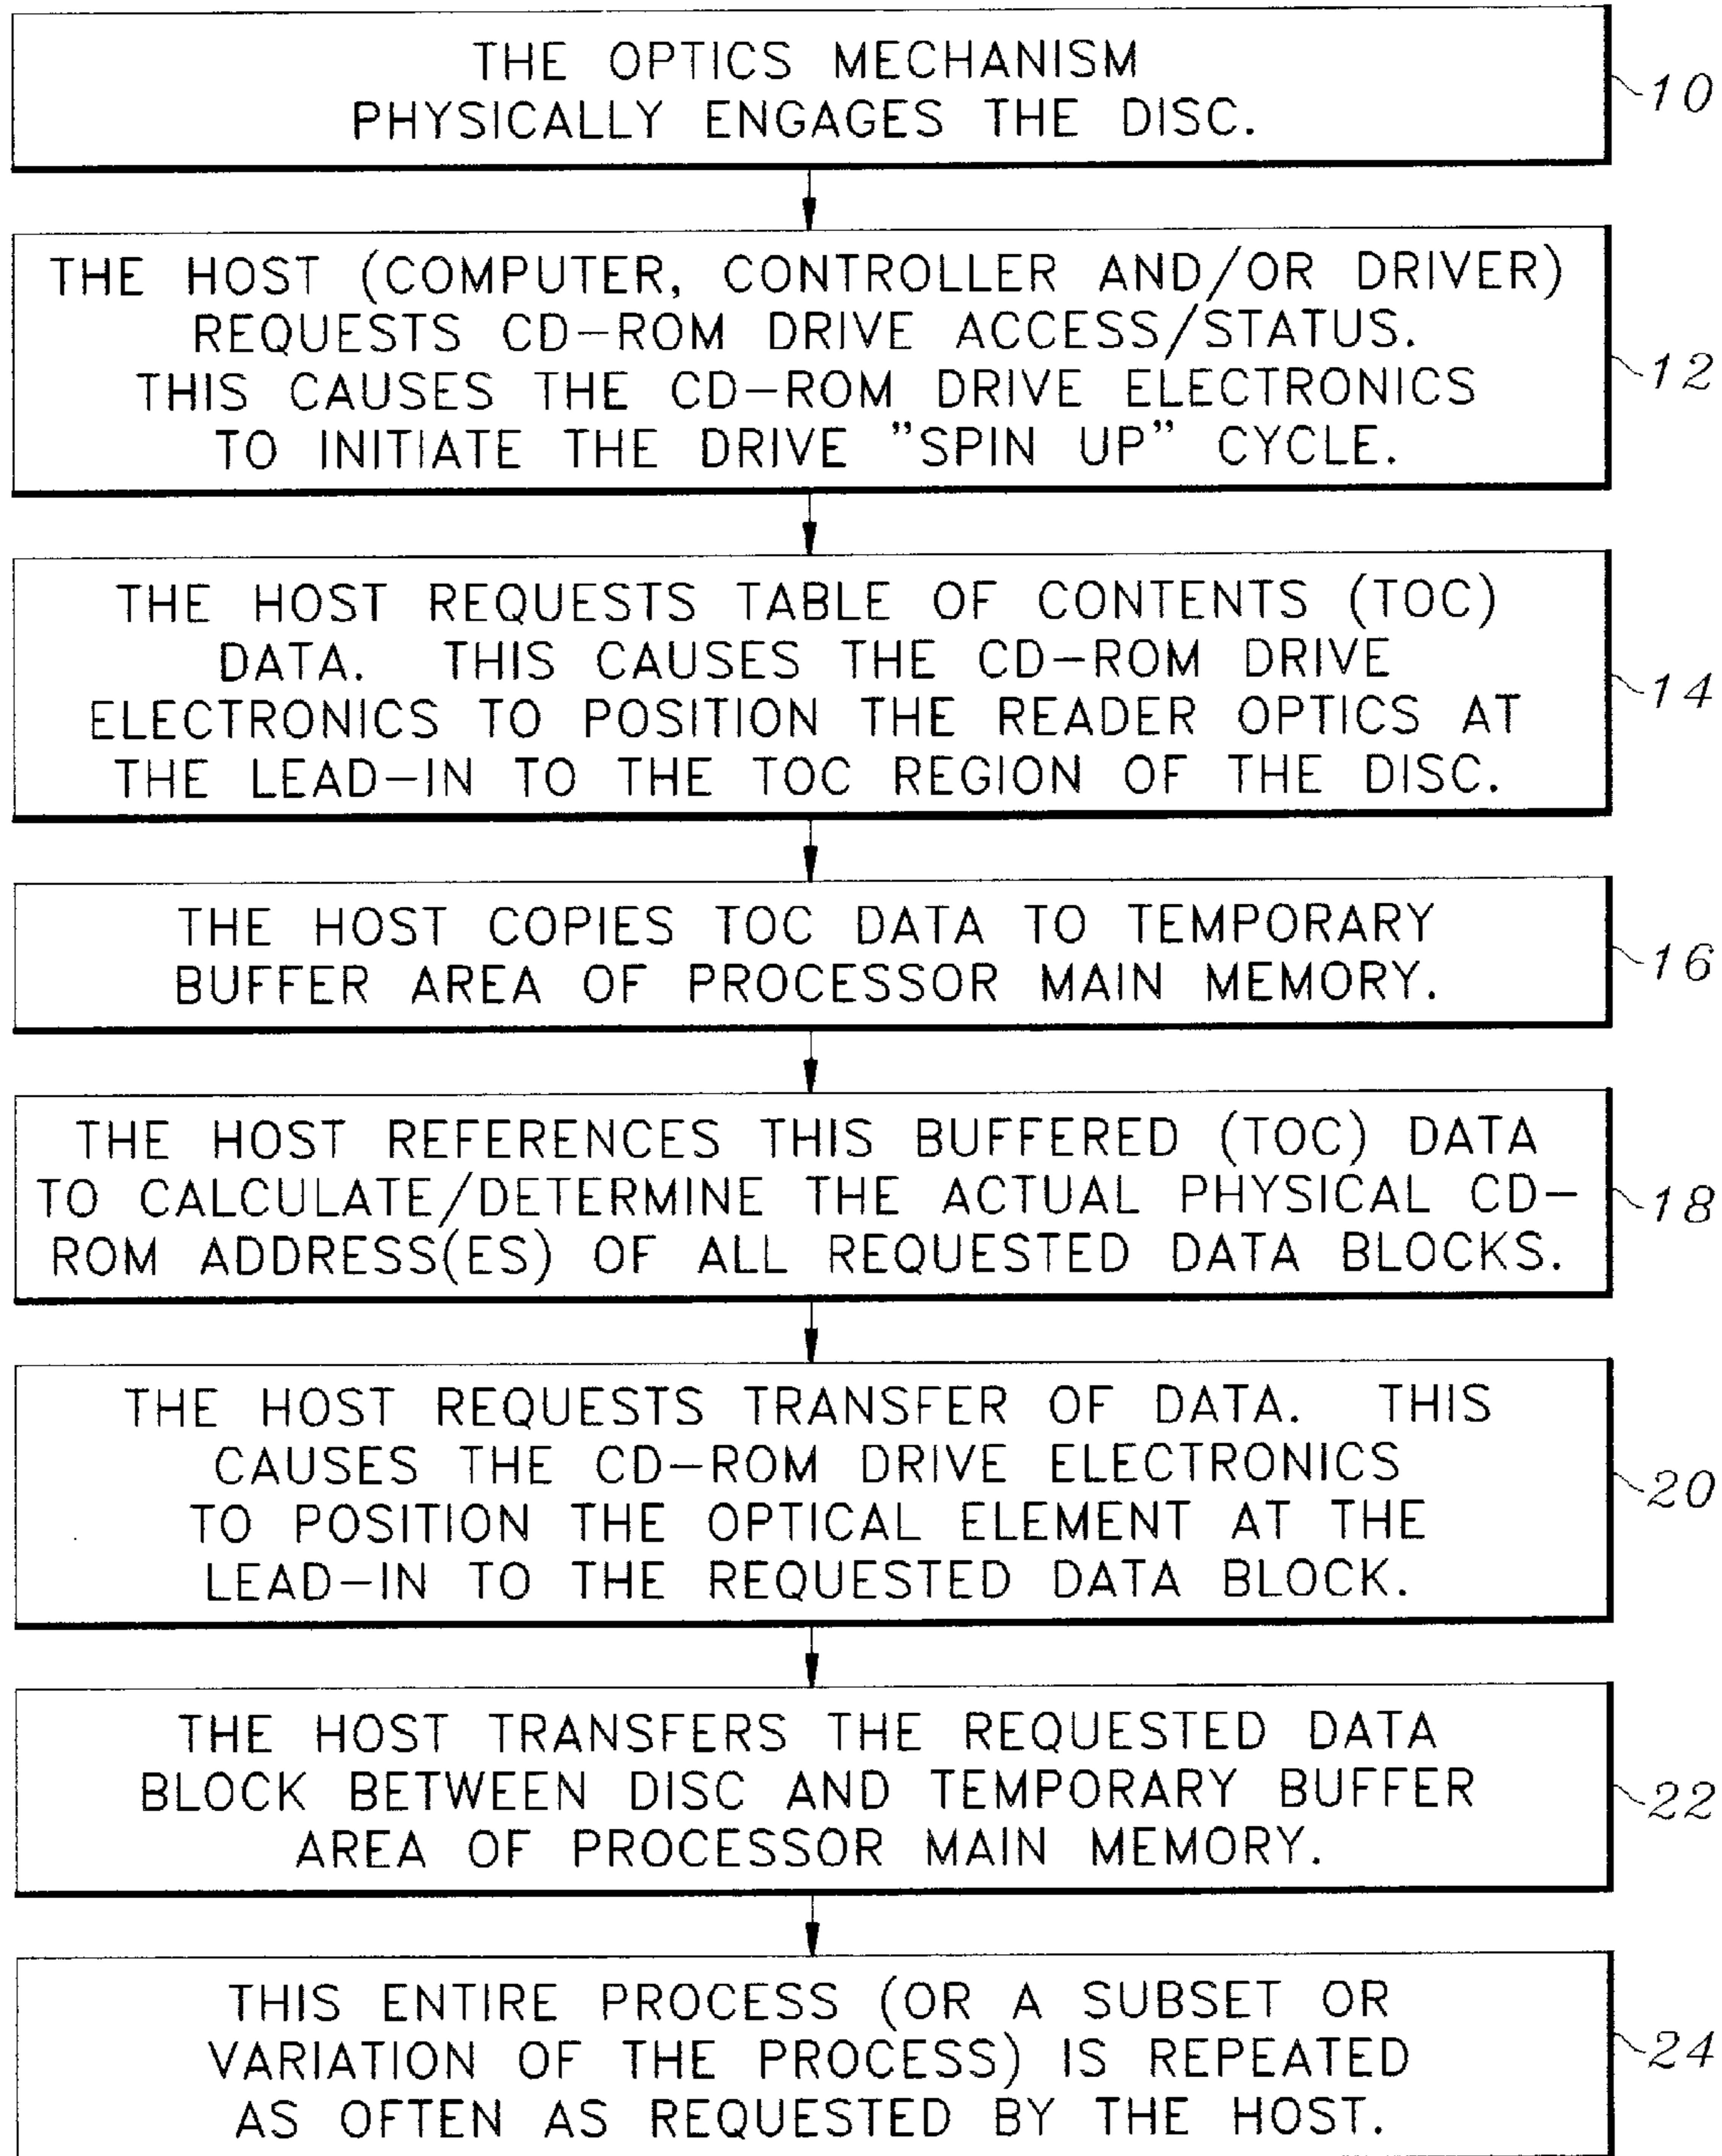 THE OPTICS MECHANISM
PHYSICALLY ENGAGES THE DISC.
10
THE HOST (COMPUTER, CONTROLLER AND/OR DRIVER)
REQUESTS CD-ROM DRIVE ACCESS/STATUS.
THIS CAUSES THE CD-ROM DRIVE ELECTRONICS
TO INITIATE THE DRIVE "SPIN UP" CYCLE.
12
THE HOST REQUESTS TABLE OF CONTENTS (TOC)
DATA. THIS CAUSES THE CD-ROM DRIVE
ELECTRONICS TO POSITION THE READER OPTICS AT
THE LEAD-IN TO THE TOC REGION OF THE DISC.
14
THE HOST COPIES TOC DATA TO TEMPORARY
BUFFER AREA OF PROCESSOR MAIN MEMORY.
16
THE HOST REFERENCES THIS BUFFERED (TOC) DATA
TO CALCULATE/DETERMINE THE ACTUAL PHYSICAL CD-
ROM ADDRESS(ES) OF ALL REQUESTED DATA BLOCKS.
18
THE HOST REQUESTS TRANSFER OF DATA. THIS
CAUSES THE CD-ROM DRIVE ELECTRONICS
TO POSITION THE OPTICAL ELEMENT AT THE
LEAD-IN TO THE REQUESTED DATA BLOCK.
20
THE HOST TRANSFERS THE REQUESTED DATA
BLOCK BETWEEN DISC AND TEMPORARY BUFFER
AREA OF PROCESSOR MAIN MEMORY.
22
THIS ENTIRE PROCESS (OR A SUBSET OR
VARIATION OF THE PROCESS) IS REPEATED
AS OFTEN AS REQUESTED BY THE HOST.
24